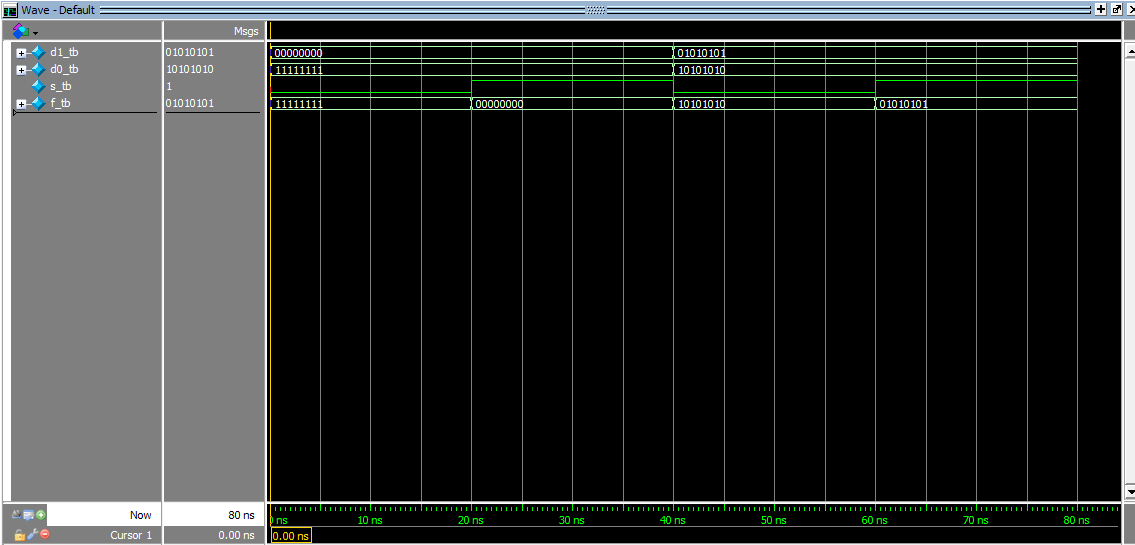 Wave - Default
Msgs
d1_tb 01010101 00000000 01010101
d0_tb 10101010 11111111 10101010
s_tb 1
f_tb 01010101 11111111 00000000 10101010 01010101
Now 80 ns 0 ns 10 ns 20 ns 30 ns 40 ns 50 ns 60 ns 70 ns 80 ns
Cursor 1 0.00 ns 0.00 ns